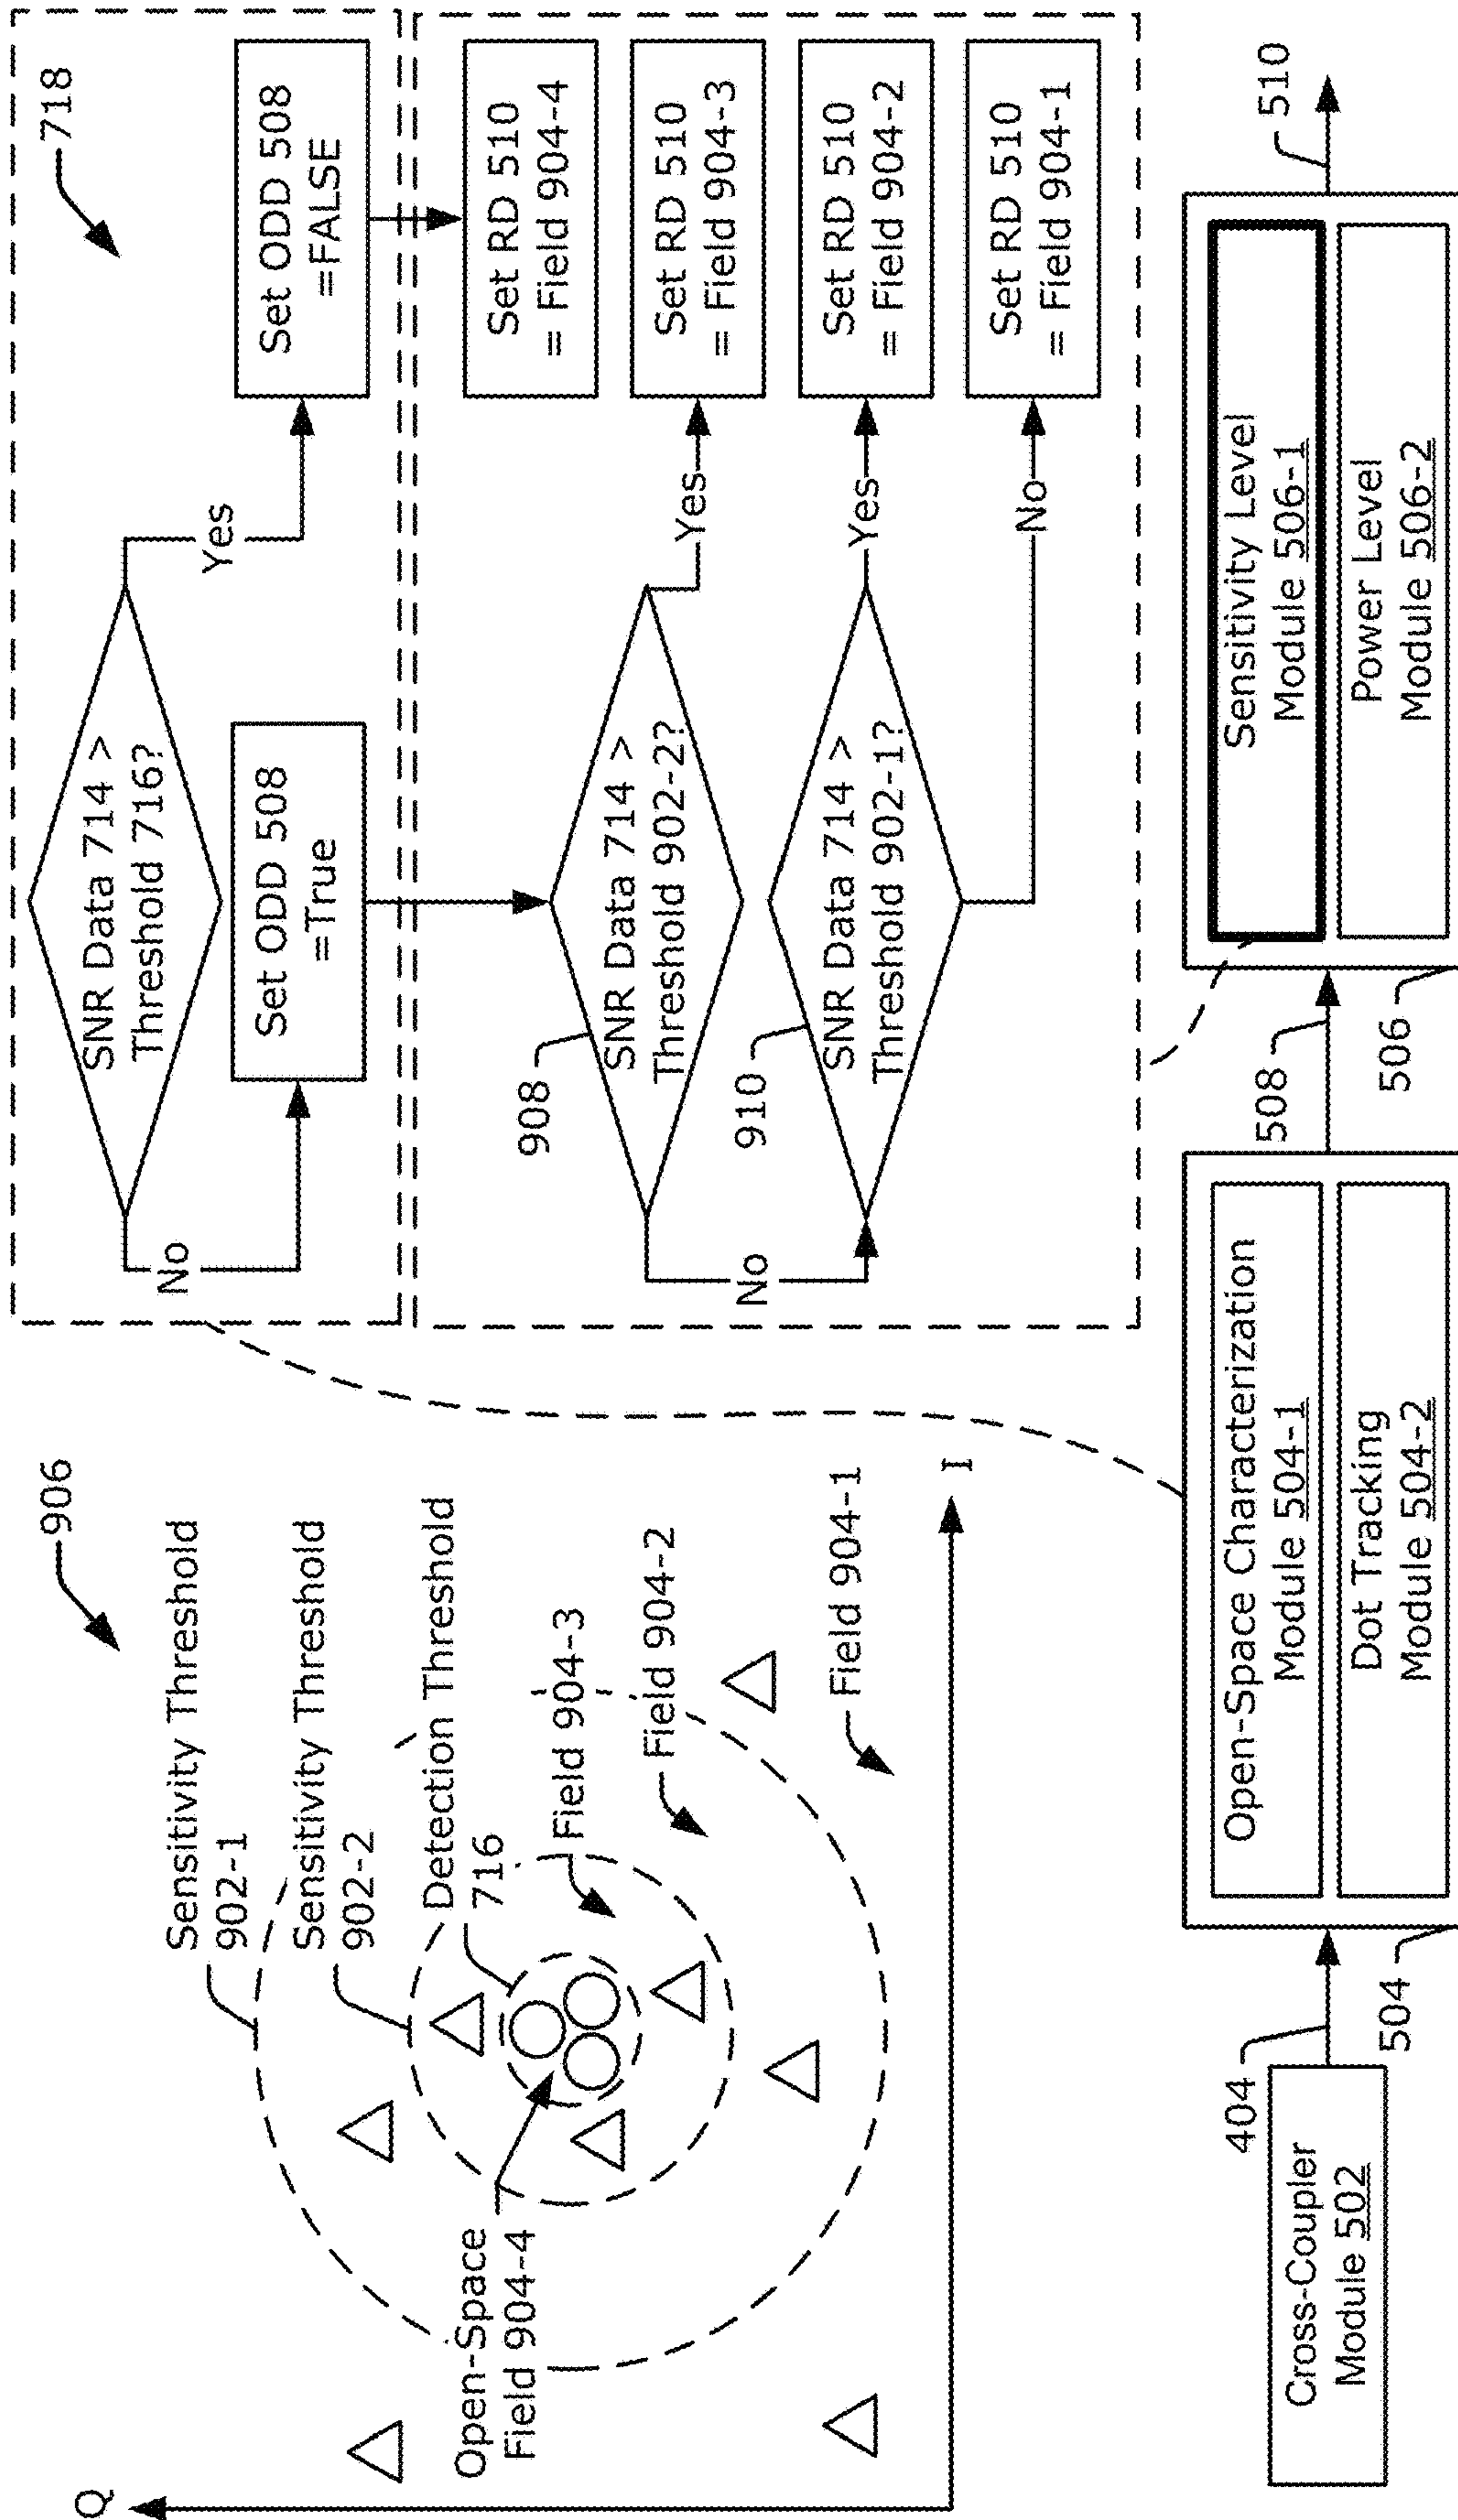 906
Q
Sensitivity Threshold
902-1
Sensitivity Threshold
902-2
Detection Threshold
716
Field 904-3
Field 904-2
Field 904-1
Open-Space
Field 904-4
I
718
SNR Data 714 >
Threshold 716?
No
Yes
Set ODD 508
=True
Set ODD 508
=FALSE
908
SNR Data 714 >
Threshold 902-2?
Yes
No
910
SNR Data 714 >
Threshold 902-1?
Yes
No
Set RD 510
= Field 904-4
Set RD 510
= Field 904-3
Set RD 510
= Field 904-2
Set RD 510
= Field 904-1
Cross-Coupler
Module 502
404
504
Open-Space Characterization
Module 504-1
Dot Tracking
Module 504-2
508
506
Sensitivity Level
Module 506-1
Power Level
Module 506-2
510